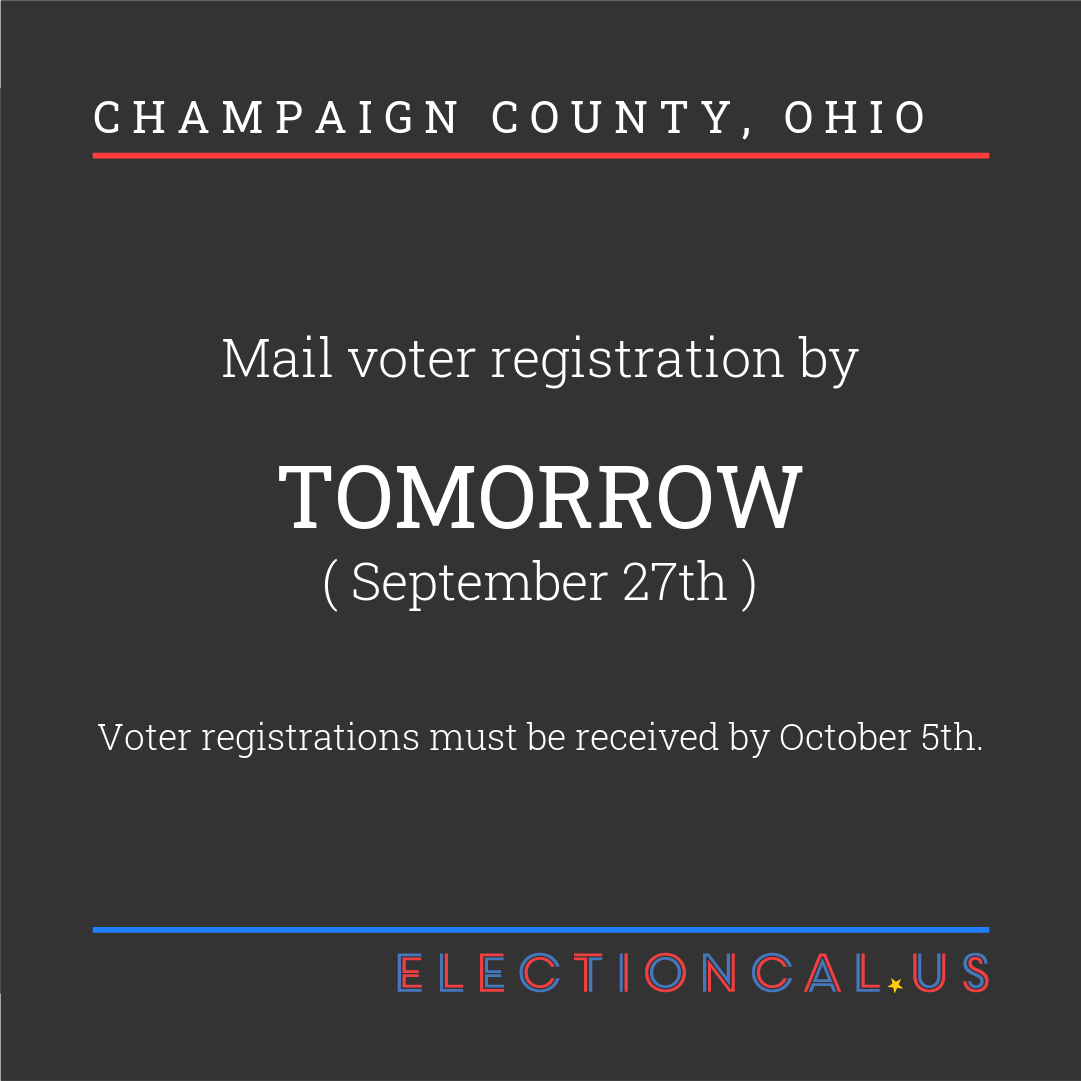 CHAMPAIGN COUNTY, OHIO
Mail voter registration by
TOMORROW
( September 27th )
Voter registrations must be received by October 5th.
ELECTIONCAL.US